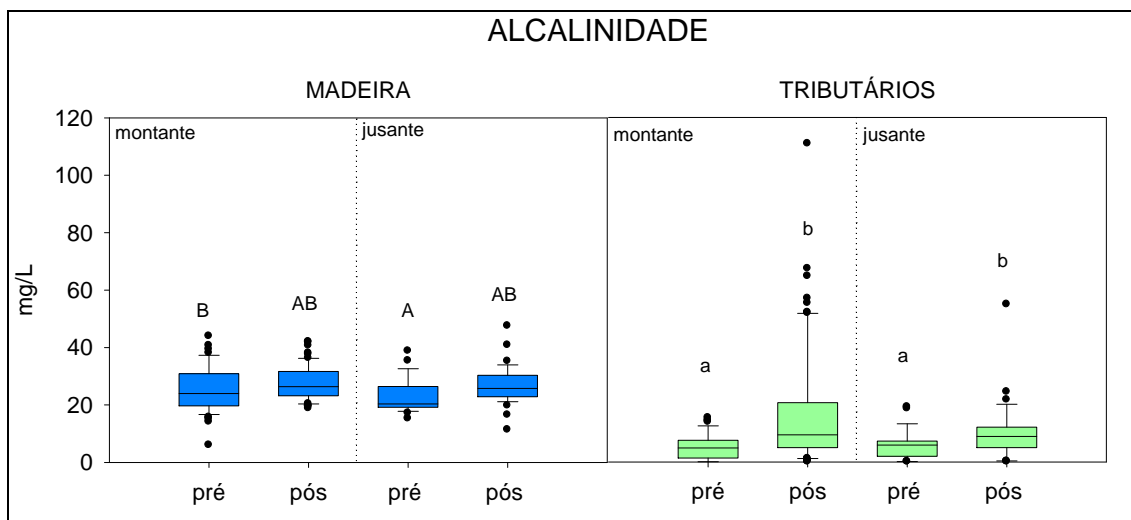 ALCALINIDADE
MADEIRA TRIBUTÁRIOS
montante jusante montante jusante
mg/L
120
100
80
60
40
20
0
B AB A AB
a b a b
pré pós pré pós pré pós pré pós